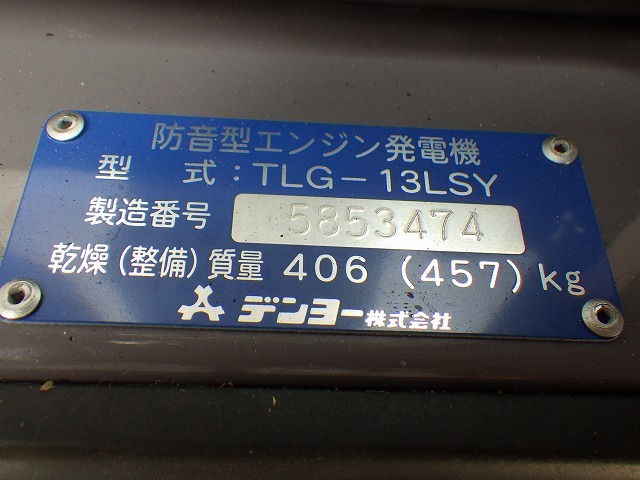 防音型エンジン発電機
型 式：TLG－13LSY
製造番号 5853474
乾燥（整備）質量 406 （457）kg
デンヨー株式会社